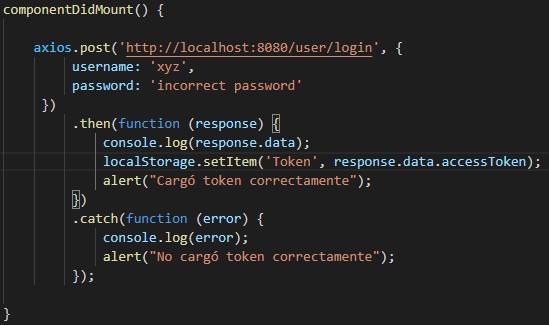 componentDidMount() {
axios.post('http://localhost:8080/user/login', {
username: 'xyz',
password: 'incorrect password'
})
.then(function (response) {
console.log(response.data);
localStorage.setItem('Token', response.data.accessToken);
alert("Cargó token correctamente");
})
.catch(function (error) {
console.log(error);
alert("No cargó token correctamente");
});
}